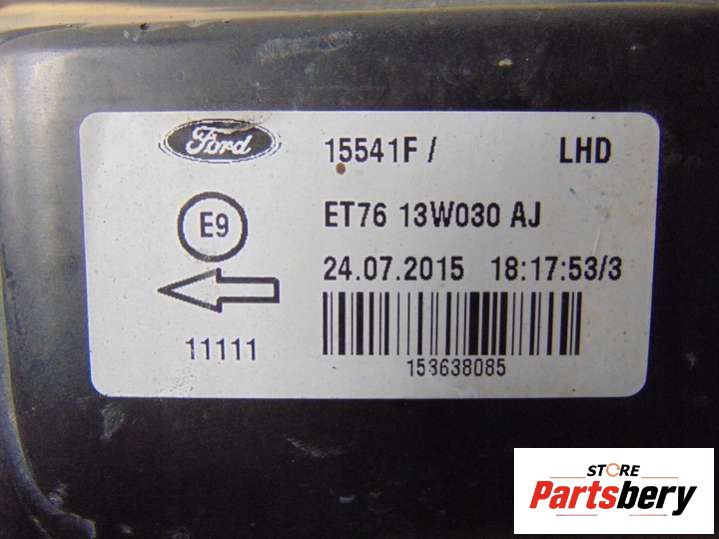 Ford 15541F / LHD
E9 ET76 13W030 AJ
24.07.2015 18:17:53/3
11111
153638085
STORE
Partsbery